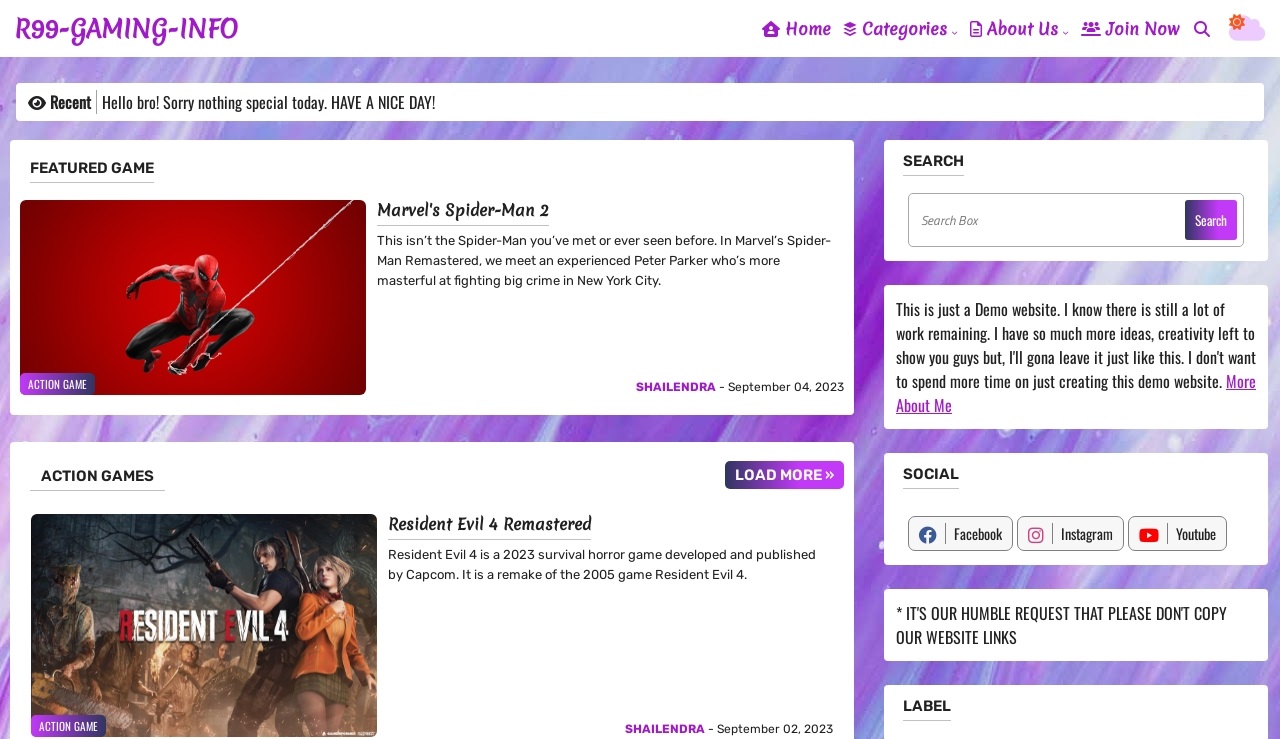 R99-GAMING-INFO
Home
Categories
About Us
Join Now
Recent
Hello bro! Sorry nothing special today. HAVE A NICE DAY!
FEATURED GAME
Marvel's Spider-Man 2
This isn’t the Spider-Man you’ve met or ever seen before. In Marvel’s Spider-
Man Remastered, we meet an experienced Peter Parker who’s more
masterful at fighting big crime in New York City.
ACTION GAME
SHAILENDRA - September 04, 2023
ACTION GAMES
LOAD MORE »
RESIDENT EVIL 4
Resident Evil 4 Remastered
Resident Evil 4 is a 2023 survival horror game developed and published
by Capcom. It is a remake of the 2005 game Resident Evil 4.
ACTION GAME
SHAILENDRA - September 02, 2023
SEARCH
Search Box
Search
This is just a Demo website. I know there is still a lot of
work remaining. I have so much more ideas, creativity left to
show you guys but, I'll gona leave it just like this. I don't want
to spend more time on just creating this demo website. More
About Me
SOCIAL
Facebook
Instagram
Youtube
* IT'S OUR HUMBLE REQUEST THAT PLEASE DON'T COPY
OUR WEBSITE LINKS
LABEL